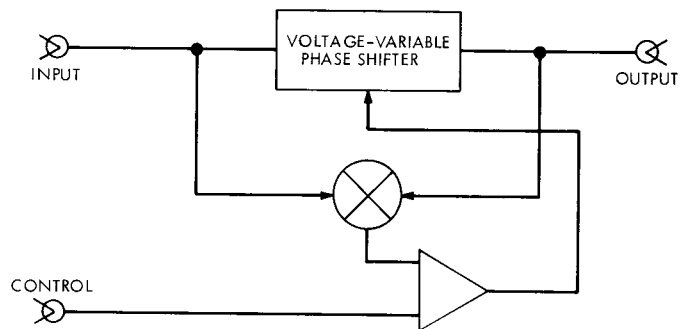 VOLTAGE-VARIABLE
PHASE SHIFTER
INPUT
OUTPUT
CONTROL